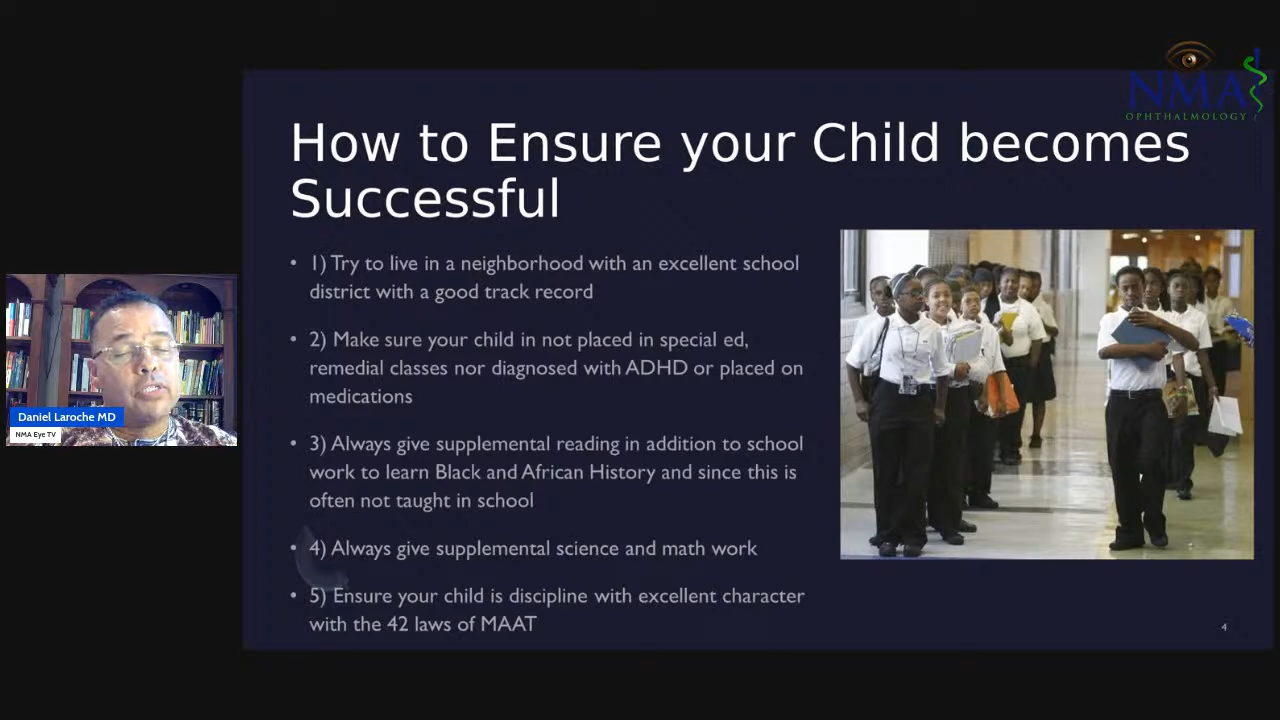 NMA
OPHTHALMOLOGY
How to Ensure your Child becomes
Successful
• 1) Try to live in a neighborhood with an excellent school
district with a good track record
• 2) Make sure your child in not placed in special ed,
remedial classes nor diagnosed with ADHD or placed on
medications
• 3) Always give supplemental reading in addition to school
work to learn Black and African History and since this is
often not taught in school
• 4) Always give supplemental science and math work
• 5) Ensure your child is discipline with excellent character
with the 42 laws of MAAT
4
Daniel Laroche MD
NMA Eye TV